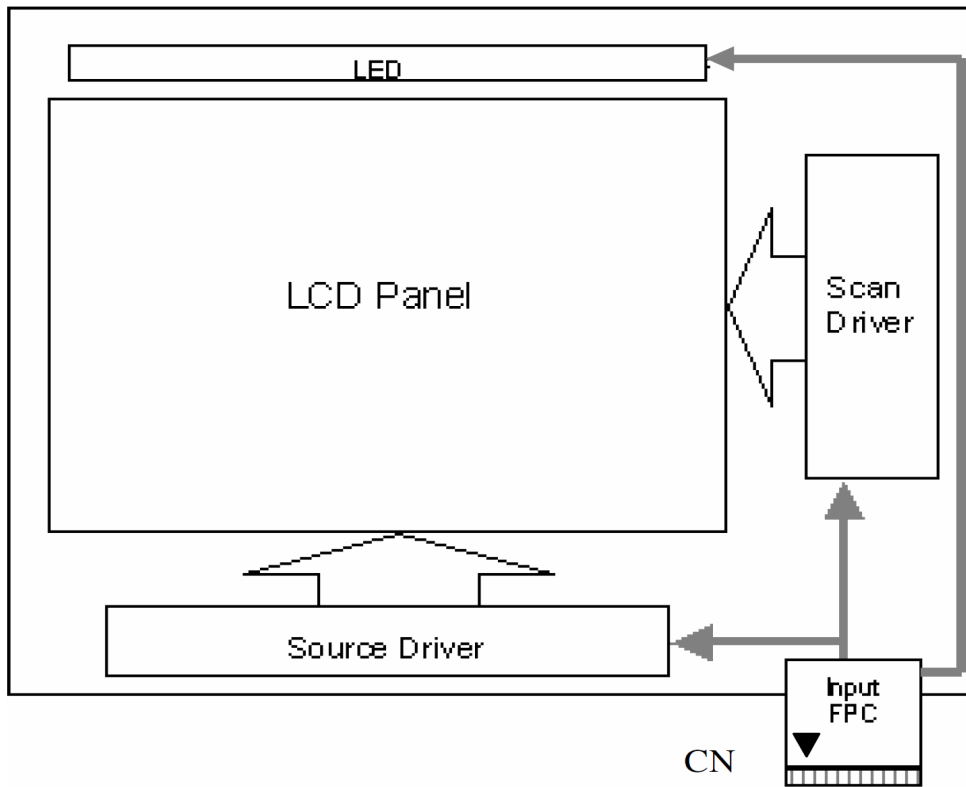 LED
LCD Panel
Scan
Driver
Source Driver
Input
FPC
CN